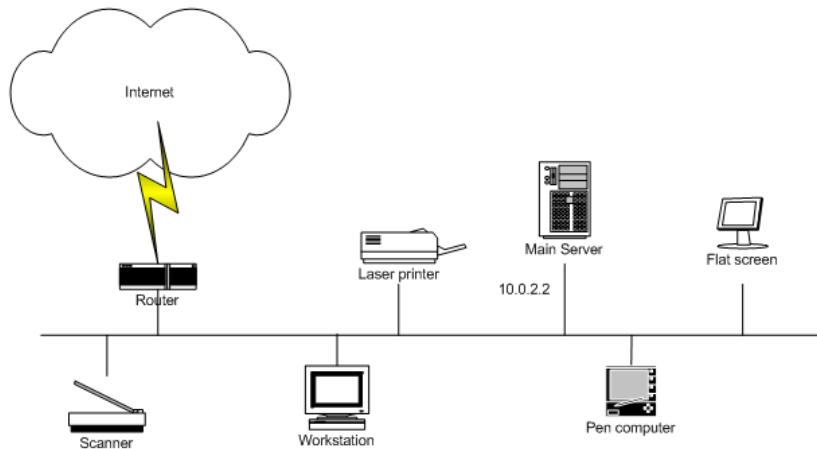 Internet
Main Server
Flat screen
Laser printer
10.0.2.2
Router
Scanner
Workstation
Pen computer